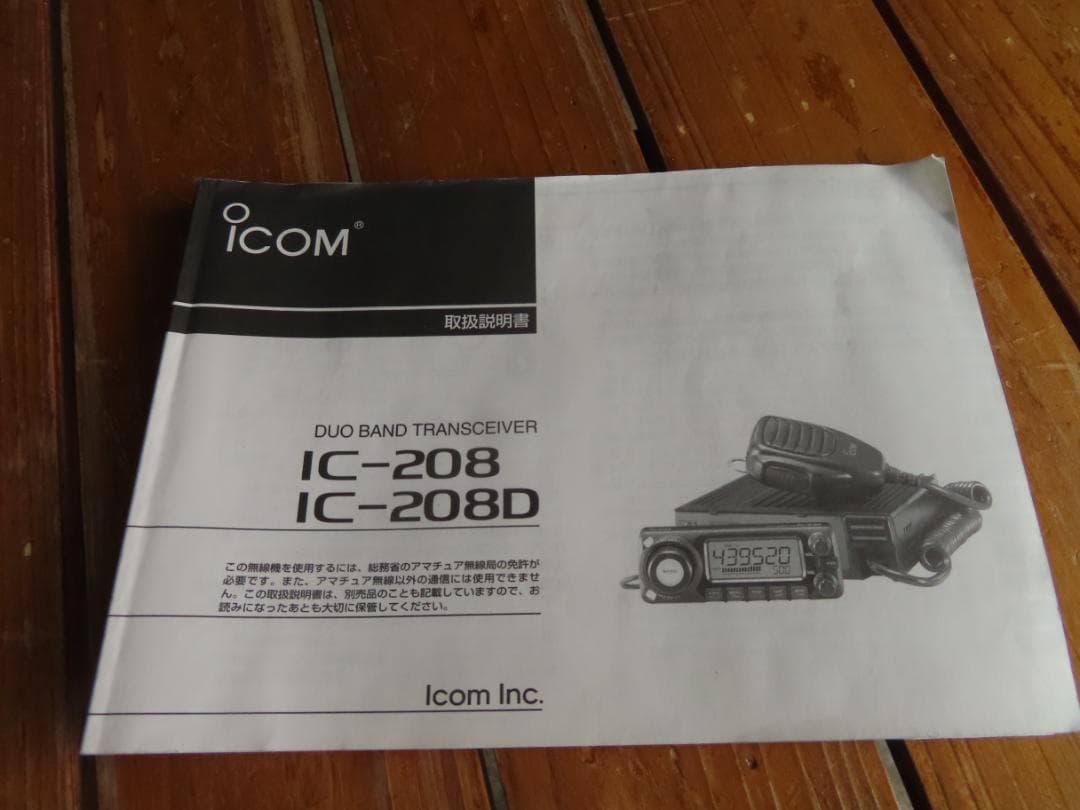 ICOM®
取扱説明書
DUO BAND TRANSCEIVER
IC-208
IC-208D
この無線機を使用するには、総務省のアマチュア無線局の免許が
必要です。また、アマチュア無線以外の通信には使用できませ
ん。この取扱説明書は、別売品のことも記載していますので、お
読みになったあとも大切に保管してください。
439520
500
Icom Inc.